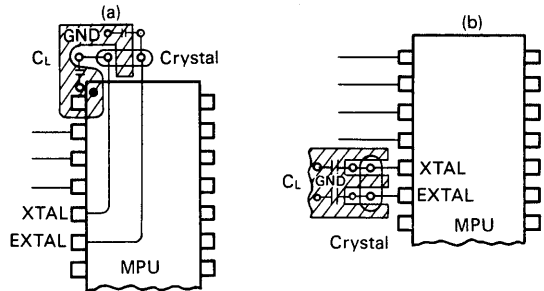 (a)
GND
CL
Crystal
XTAL
EXTAL
MPU
(b)
XTAL
CL
GND
EXTAL
Crystal
MPU